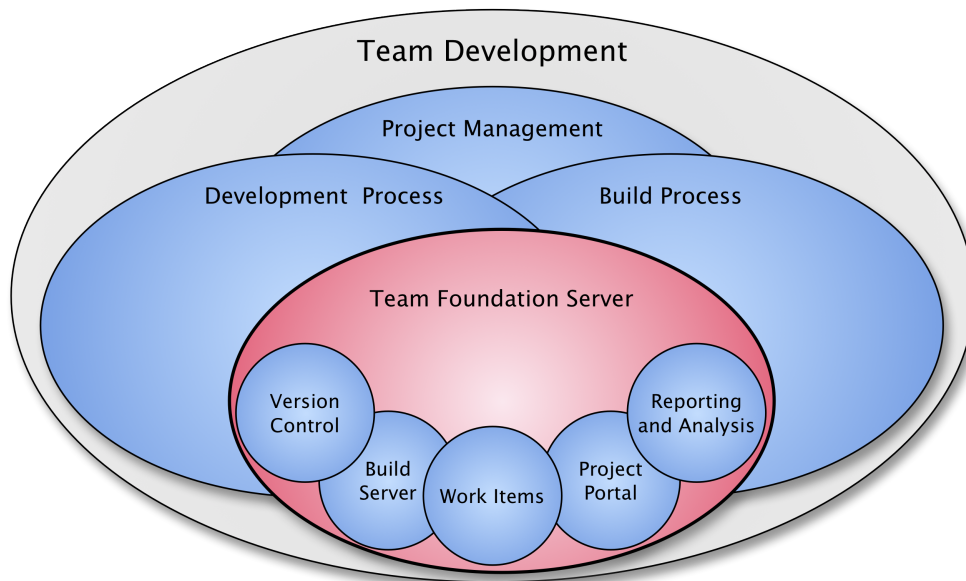 Team Development
Project Management
Development Process
Build Process
Team Foundation Server
Version
Control
Build
Server
Work Items
Project
Portal
Reporting
and Analysis